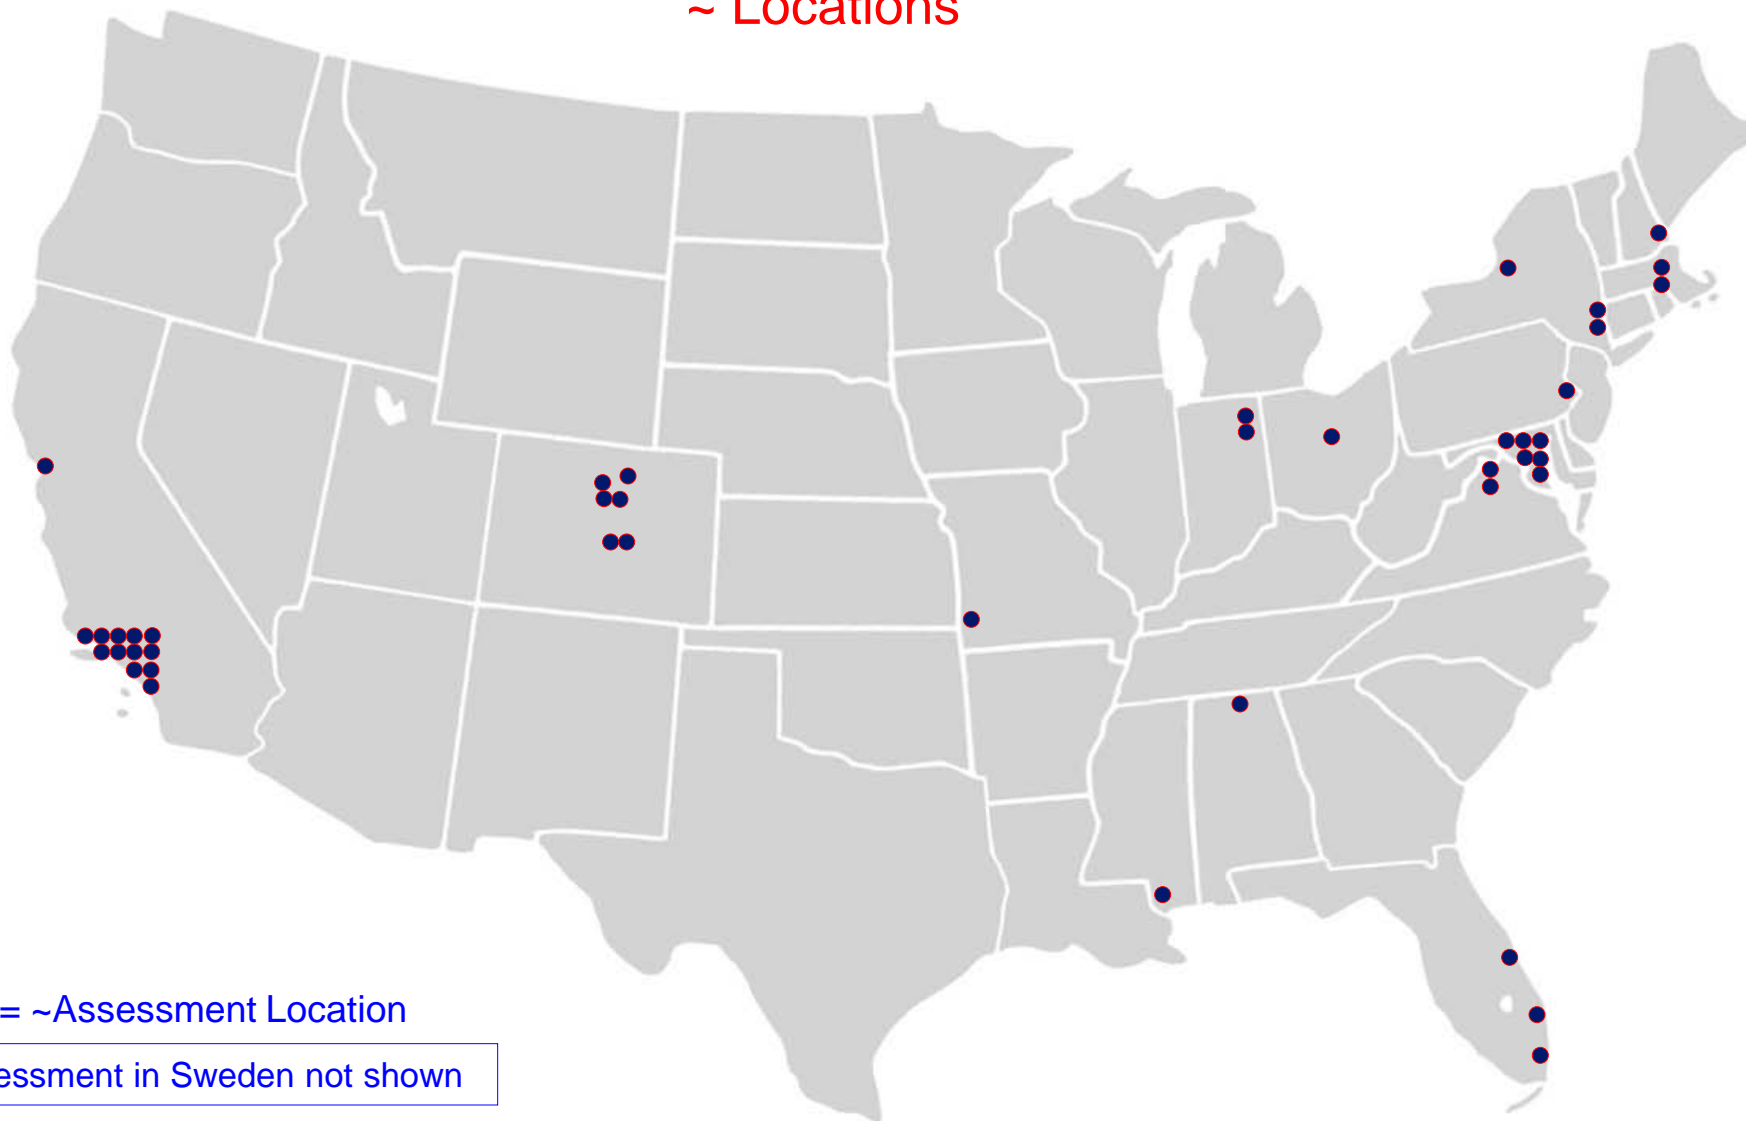 ~ Locations
= ~Assessment Location
essment in Sweden not shown